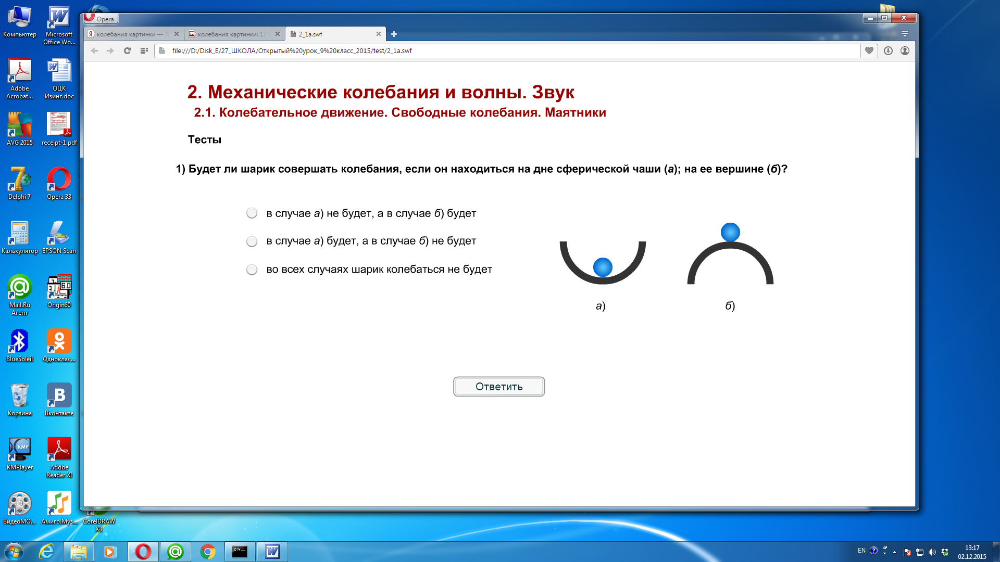 Opera
колебания картинки — Я
колебания картинки: 17
2_1a.swf
file:///D:/Disk_E/27_ШКОЛА/Открытый%20урок_9%20класс_2015/test/2_1a.swf
2. Механические колебания и волны. Звук
2.1. Колебательное движение. Свободные колебания. Маятники
Тесты
1) Будет ли шарик совершать колебания, если он находиться на дне сферической чаши (а); на ее вершине (б)?
в случае а) не будет, а в случае б) будет
в случае а) будет, а в случае б) не будет
во всех случаях шарик колебаться не будет
а)
б)
Ответить
Компьютер
Microsoft
Office Wo...
Adobe
Acrobat...
ОЦК
Изинг.doc
AVG 2015
receipt-1.pdf
Delphi 7
Opera 33
Калькулятор
EPSON Scan
Mail.Ru
Агент
Origin60
BlueSoleil
Одноклас...
Корзина
Вконтакте
KMPlayer
Adobe
Reader XI
ВидеоМО...
Амиго.Муз...
CorelDRAW
X3
EN
13:17
02.12.2015